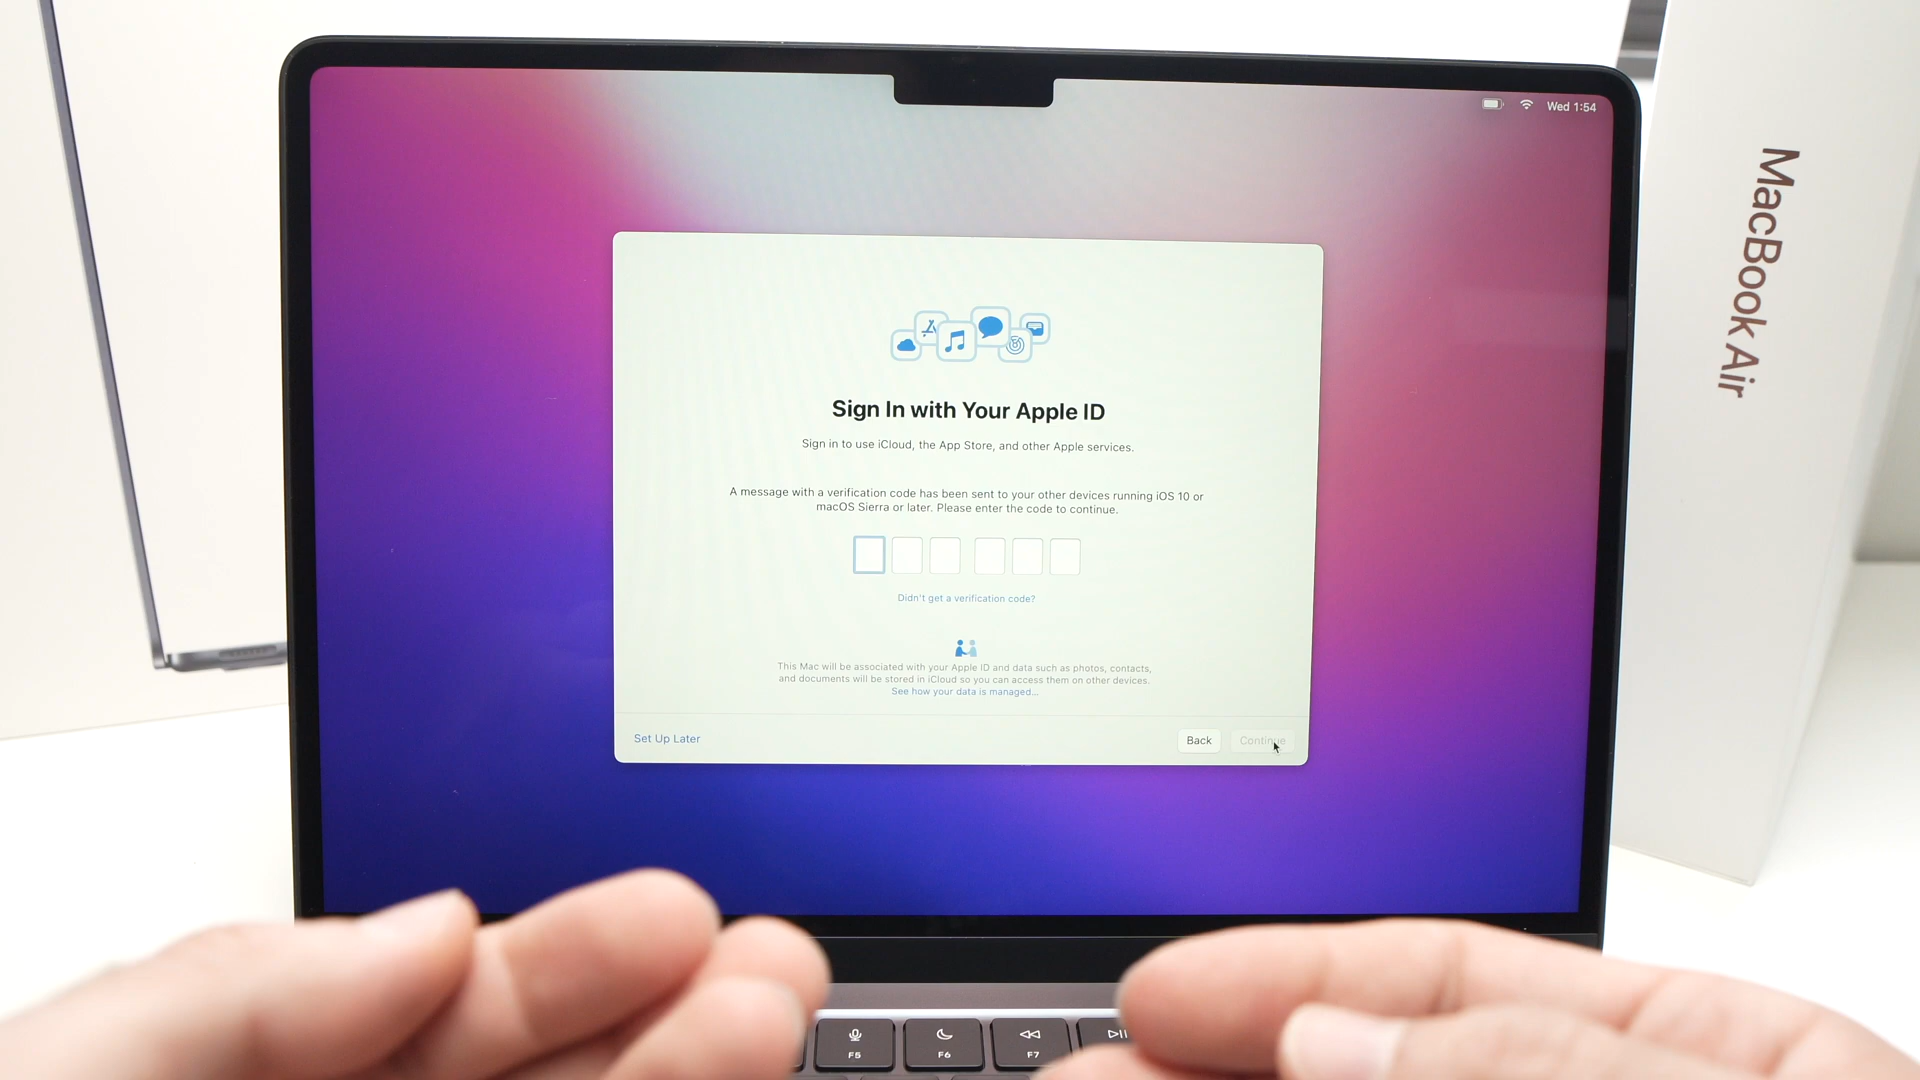 Wed 1:54
MacBook Air
Sign In with Your Apple ID
Sign in to use iCloud, the App Store, and other Apple services.
A message with a verification code has been sent to your other devices running iOS 10 or
macOS Sierra or later. Please enter the code to continue.
Didn't get a verification code?
This Mac will be associated with your Apple ID and data such as photos, contacts,
and documents will be stored in iCloud so you can access them on other devices.
See how your data is managed...
Set Up Later
Back
Continue
F5
F6
F7